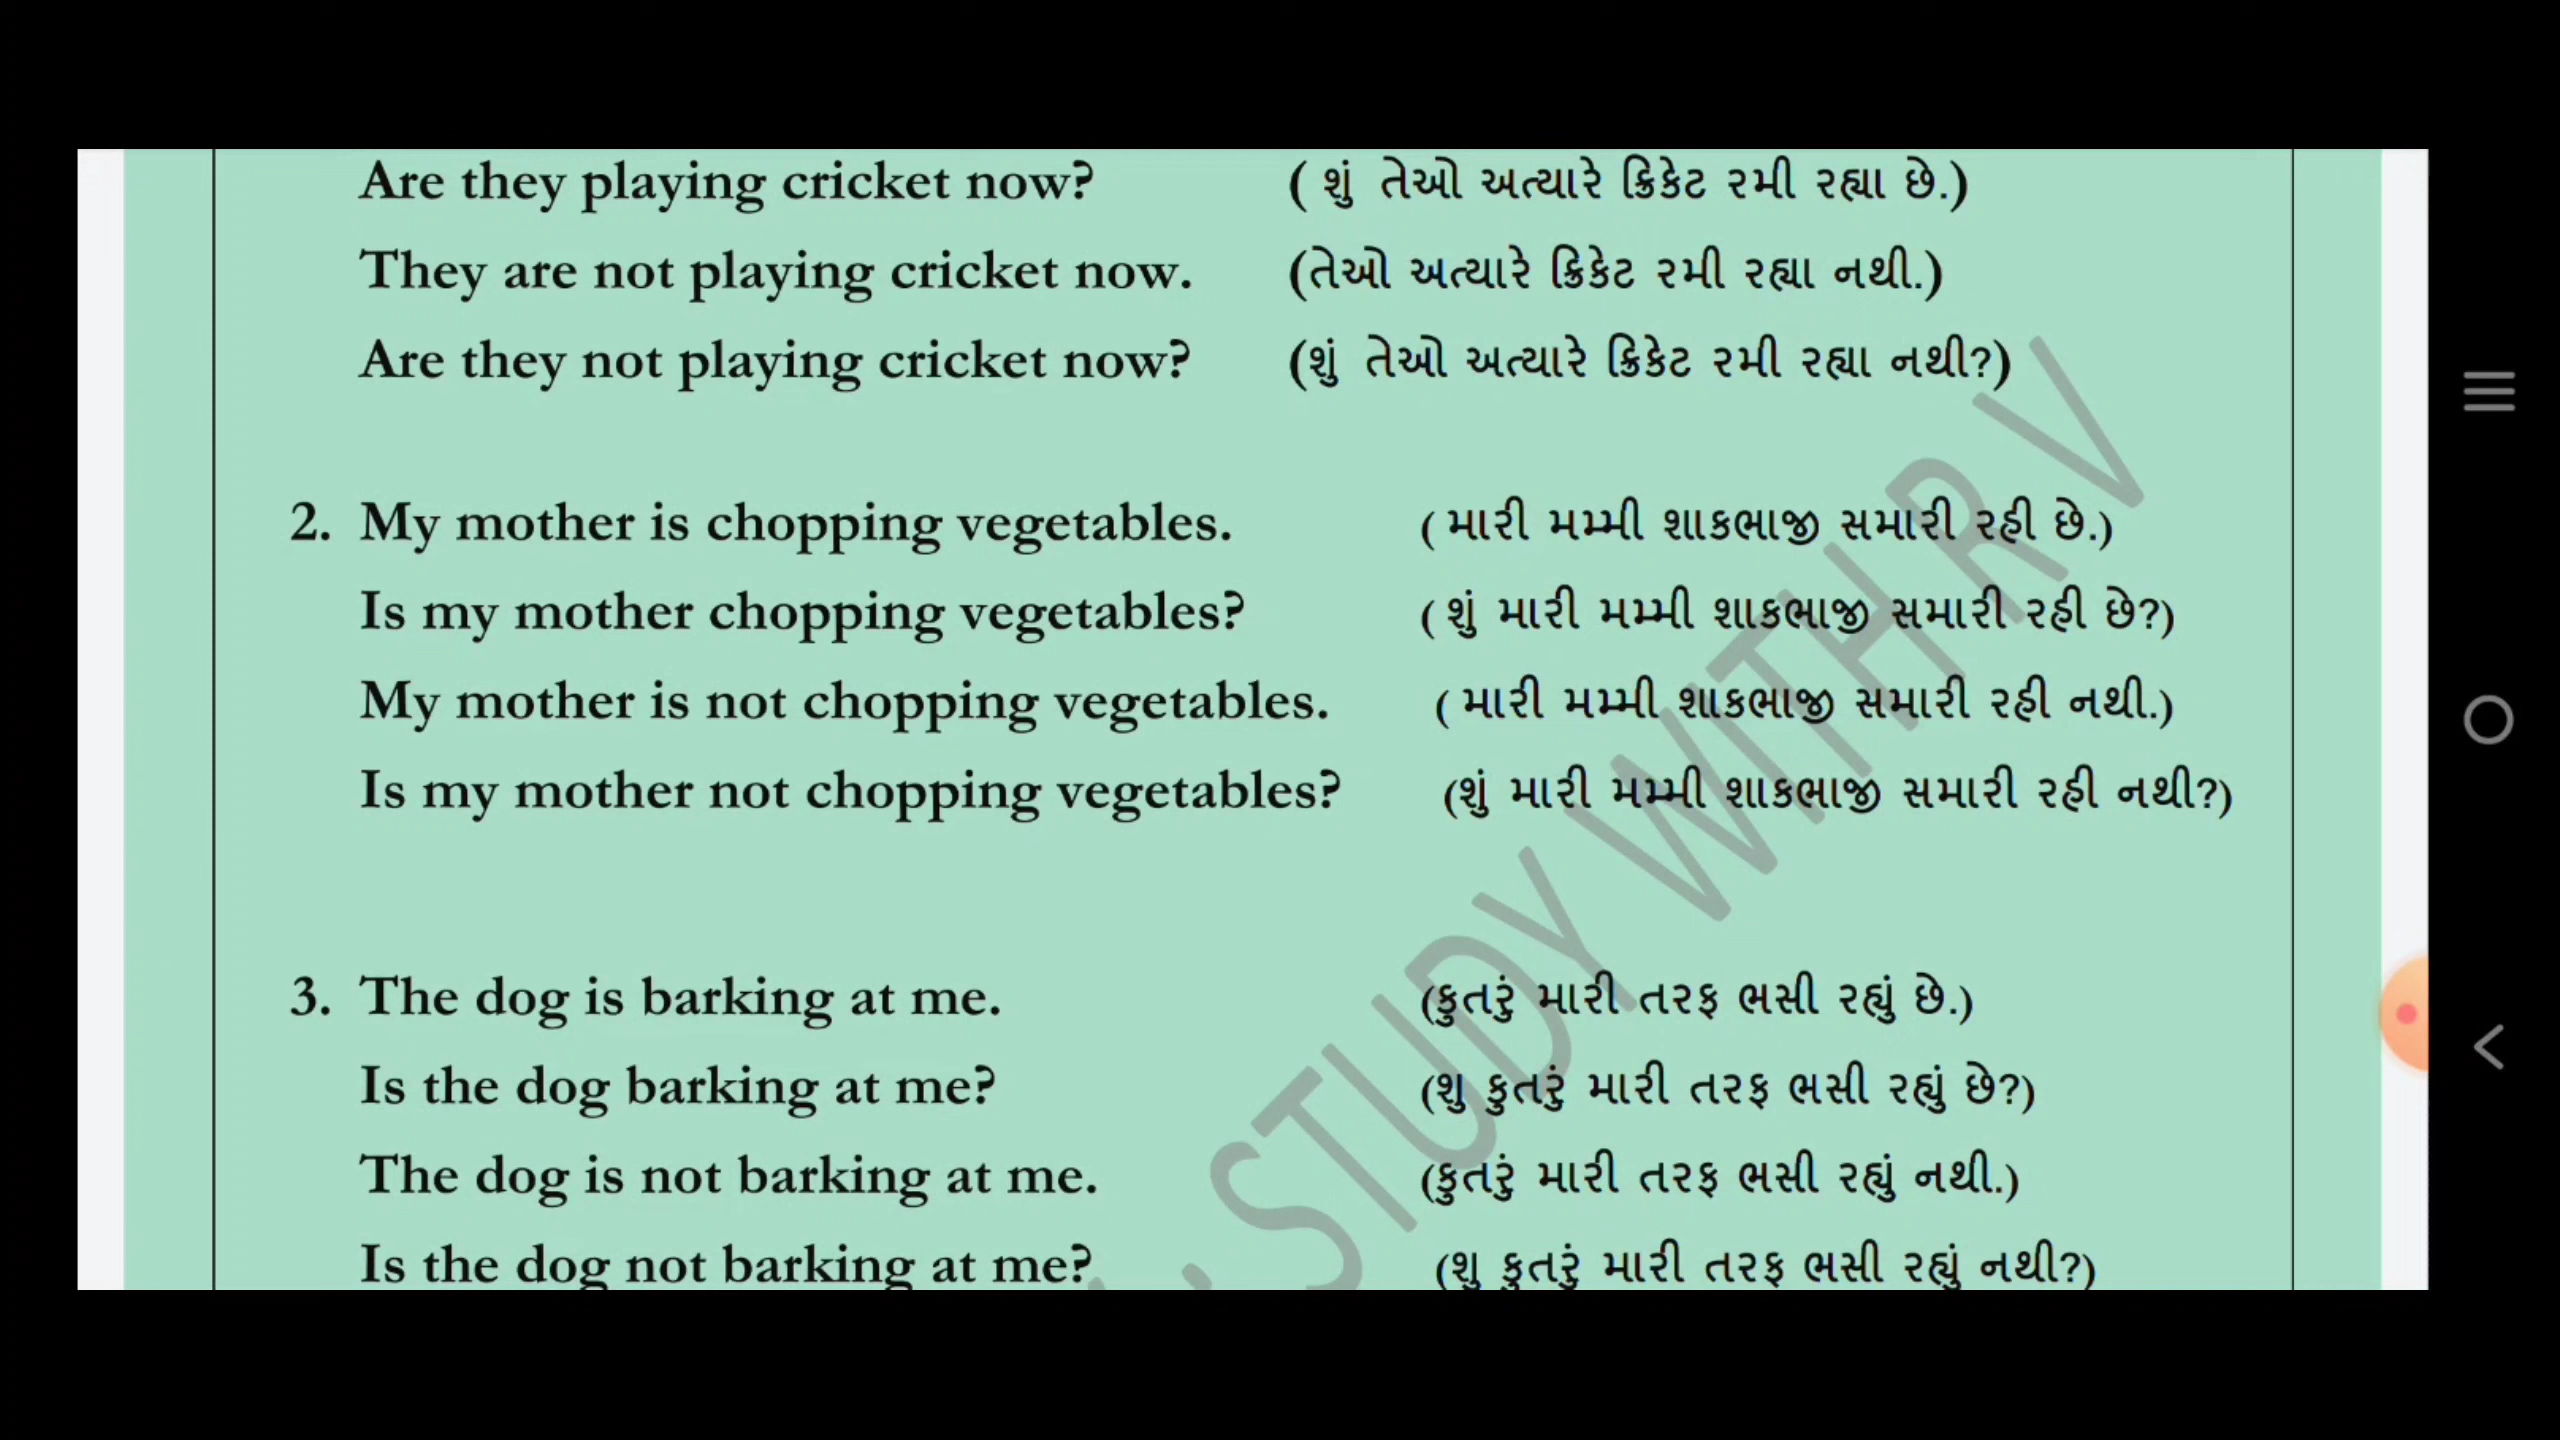 Are they playing cricket now? ( શું તેઓ અત્યારે ક્રિકેટ રમી રહ્યા છે.)
They are not playing cricket now. (તેઓ અત્યારે ક્રિકેટ રમી રહ્યા નથી.)
Are they not playing cricket now? (શું તેઓ અત્યારે ક્રિકેટ રમી રહ્યા નથી?)
2. My mother is chopping vegetables. ( મારી મમ્મી શાકભાજી સમારી રહી છે.)
Is my mother chopping vegetables? ( શું મારી મમ્મી શાકભાજી સમારી રહી છે?)
My mother is not chopping vegetables. ( મારી મમ્મી શાકભાજી સમારી રહી નથી.)
Is my mother not chopping vegetables? (શું મારી મમ્મી શાકભાજી સમારી રહી નથી?)
3. The dog is barking at me. (કુતરું મારી તરફ ભસી રહ્યું છે.)
Is the dog barking at me? (શુ કુતરું મારી તરફ ભસી રહ્યું છે?)
The dog is not barking at me. (કુતરું મારી તરફ ભસી રહ્યું નથી.)
Is the dog not barking at me? (શુ કુતરું મારી તરફ ભસી રહ્યું નથી?)
STUDY WITH R V